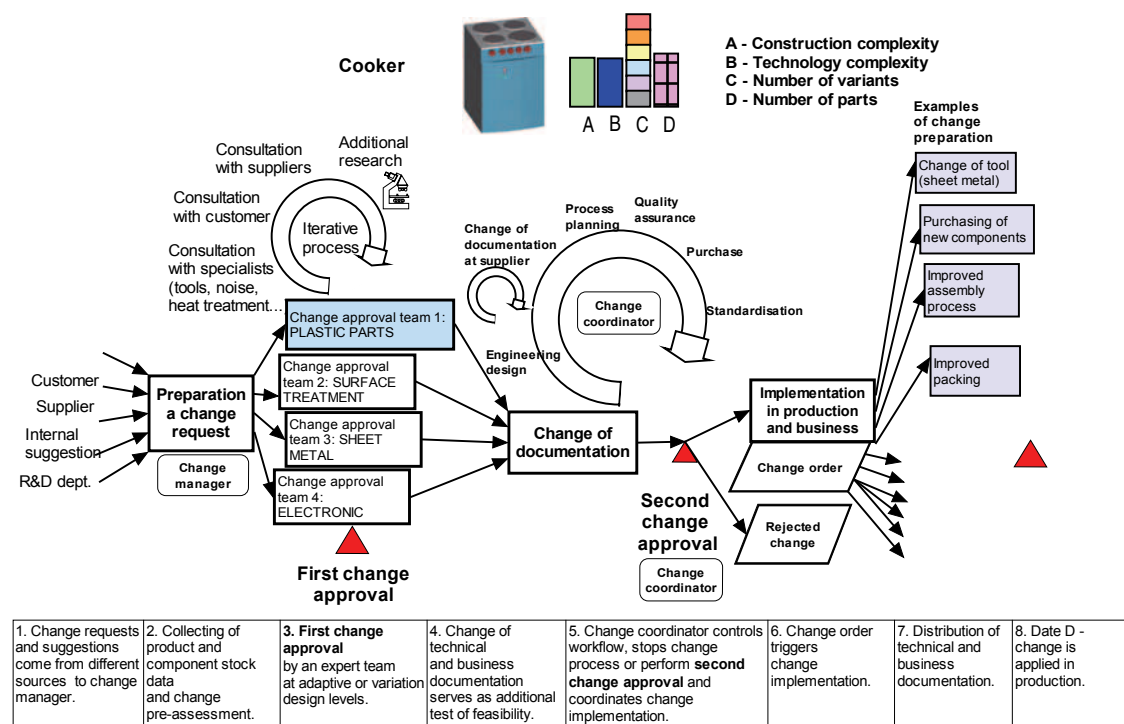 Cooker
A - Construction complexity
B - Technology complexity
C - Number of variants
D - Number of parts
A B C D
Examples
of change
preparation
Change of tool
(sheet metal)
Purchasing of
new components
Improved
assembly
process
Improved
packing
Consultation
with suppliers
Additional
research
Consultation
with customer
Iterative
process
Consultation
with specialists
(tools, noise,
heat treatment...
Change of
documentation
at supplier
Process
planning
Quality
assurance
Purchase
Standardisation
Change
coordinator
Engineering
design
Customer
Supplier
Internal
suggestion
R&D dept.
Preparation
a change
request
Change
manager
Change approval team 1:
PLASTIC PARTS
Change approval
team 2: SURFACE
TREATMENT
Change approval
team 3: SHEET
METAL
Change approval
team 4:
ELECTRONIC
First change
approval
Change of
documentation
Second
change
approval
Change
coordinator
Implementation
in production
and business
Change order
Rejected
change
1. Change requests
and suggestions
come from different
sources to change
manager.
2. Collecting of
product and
component stock
data
and change
pre-assessment.
3. First change
approval
by an expert team
at adaptive or variation
design levels.
4. Change of
technical
and business
documentation
serves as additional
test of feasibility.
5. Change coordinator controls
workflow, stops change
process or perform second
change approval and
coordinates change
implementation.
6. Change order
triggers
change
implementation.
7. Distribution of
technical and
business
documentation.
8. Date D -
change is
applied in
production.